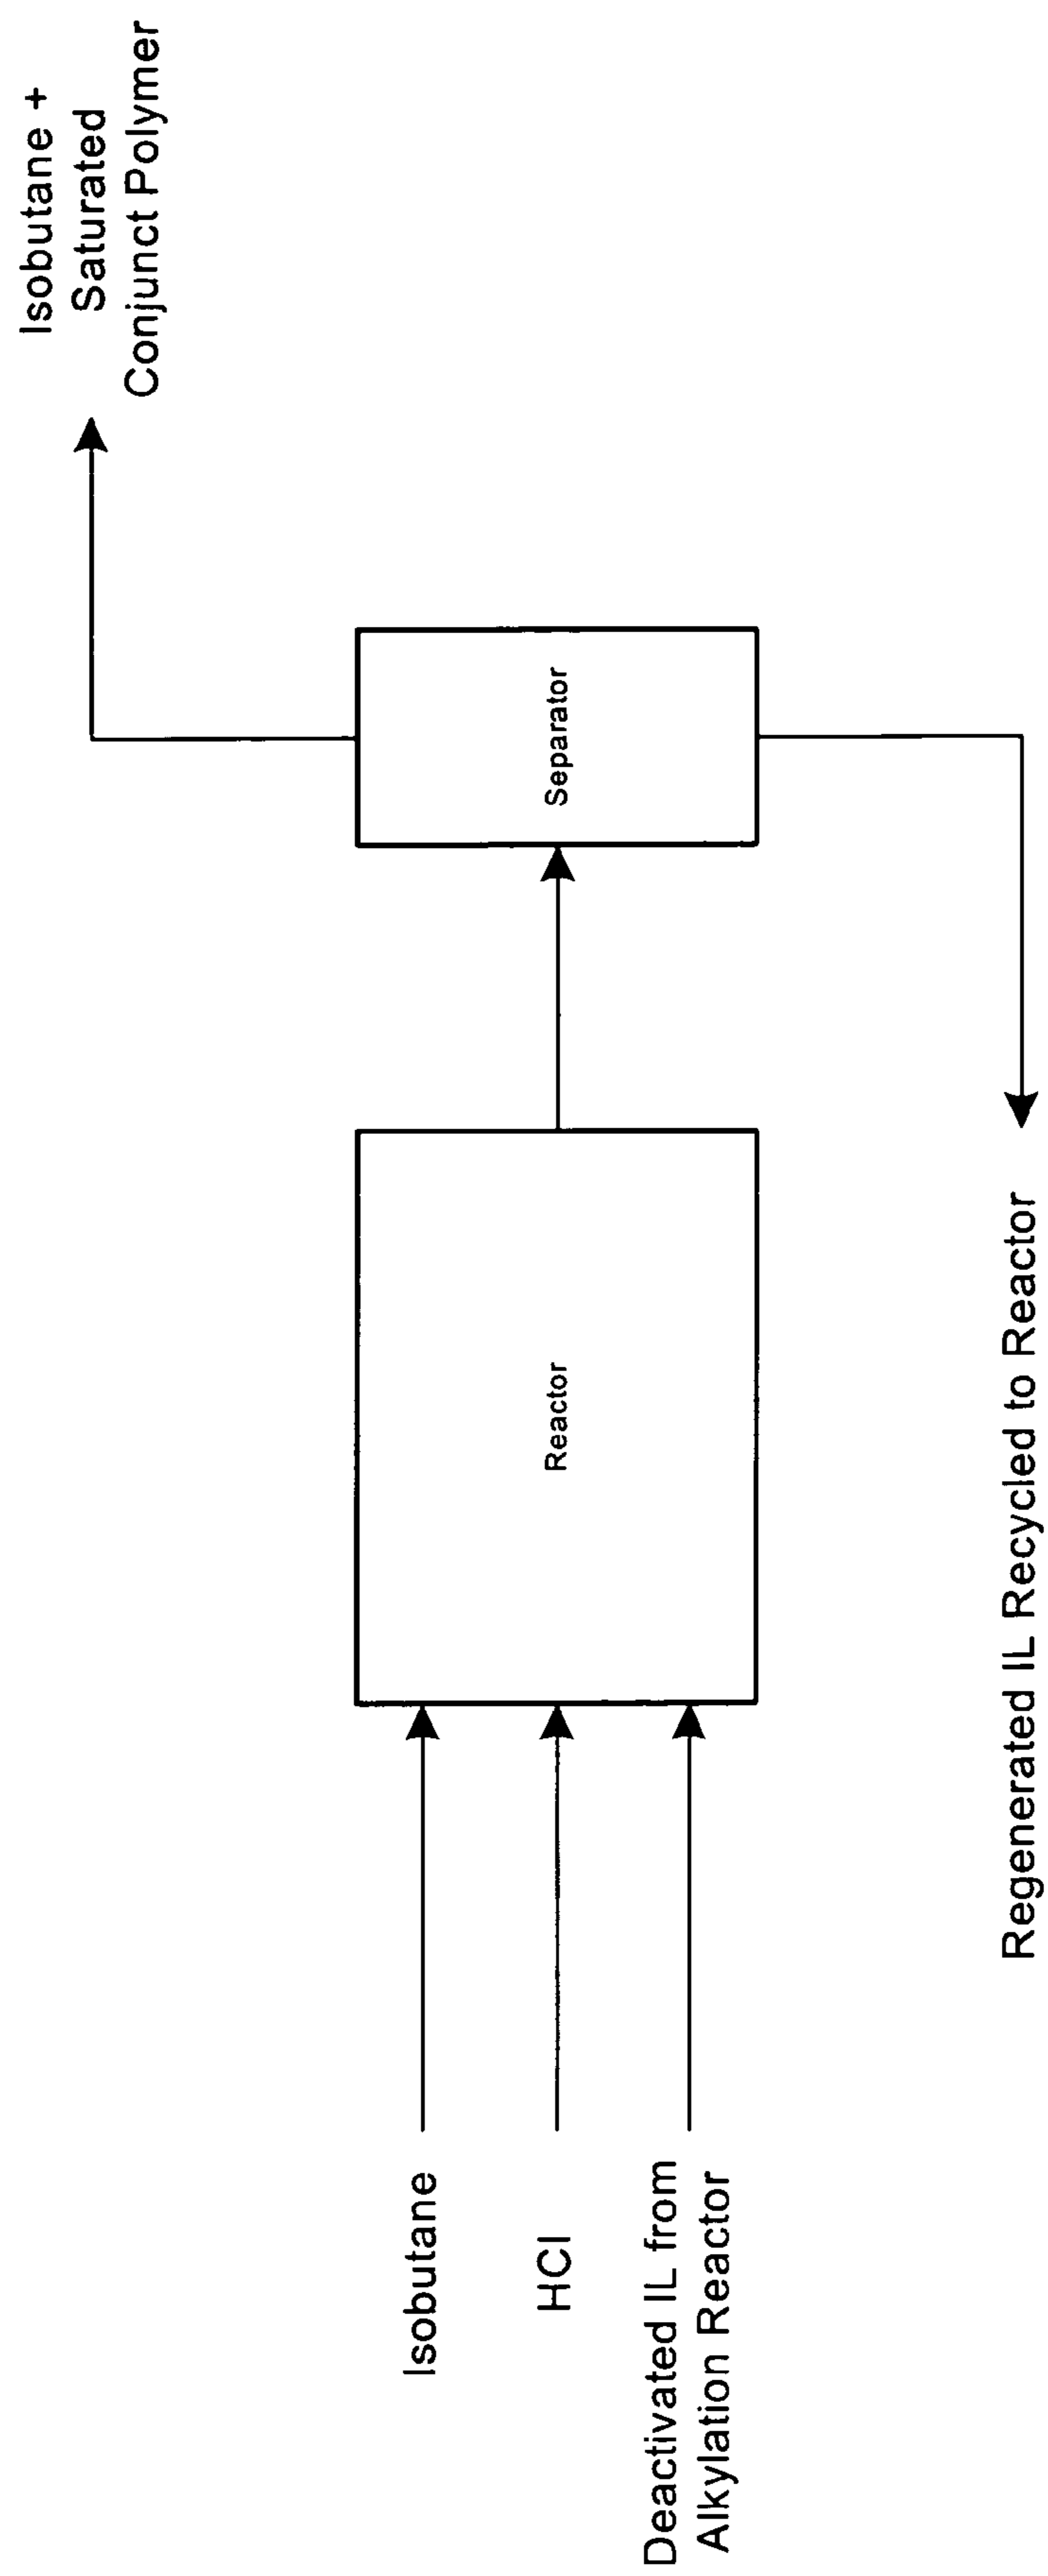 Isobutane +
Saturated
Conjunct Polymer
Separator
Reactor
Isobutane
HCl
Deactivated IL from
Alkylation Reactor
Regenerated IL Recycled to Reactor